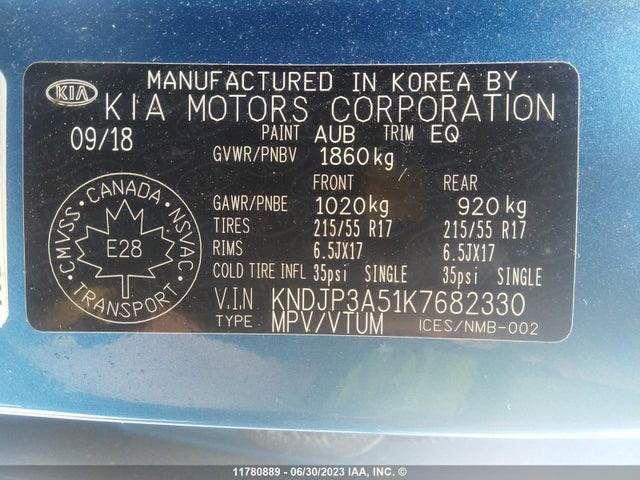 KIA
MANUFACTURED IN KOREA BY
KIA MOTORS CORPORATION
09/18 PAINT AUB TRIM EQ
GVWR/PNBV 1860kg
FRONT REAR
GAWR/PNBE 1020kg 920kg
TIRES 215/55 R17 215/55 R17
RIMS 6.5JX17 6.5JX17
COLD TIRE INFL 35psi SINGLE 35psi SINGLE
V.I.N KNDJP3A51K7682330
TYPE MPV/VTUM ICES/NMB-002
CMVSS CANADA NSVAC
E28
TRANSPORT
11780889 - 06/30/2023 IAA, INC. ©